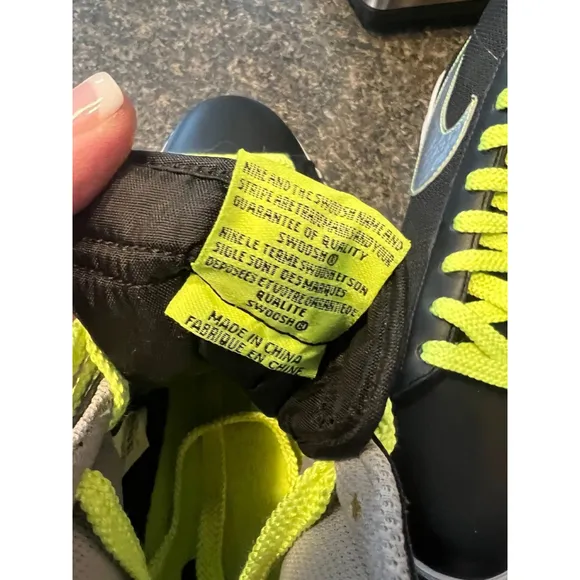 NIKE AND THE SWOOSH NAME AND
STRIPE ARE TRADEMARKS AND YOUR
GUARANTEE OF QUALITY
SWOOSH®
NIKE LE TERME SWOOSH ET SON
SIGLE SONT DES MARQUES
DEPOSEES ET VOTRE GARANTIE DE
QUALITE
SWOOSH®
MADE IN CHINA
FABRIQUE EN CHINE